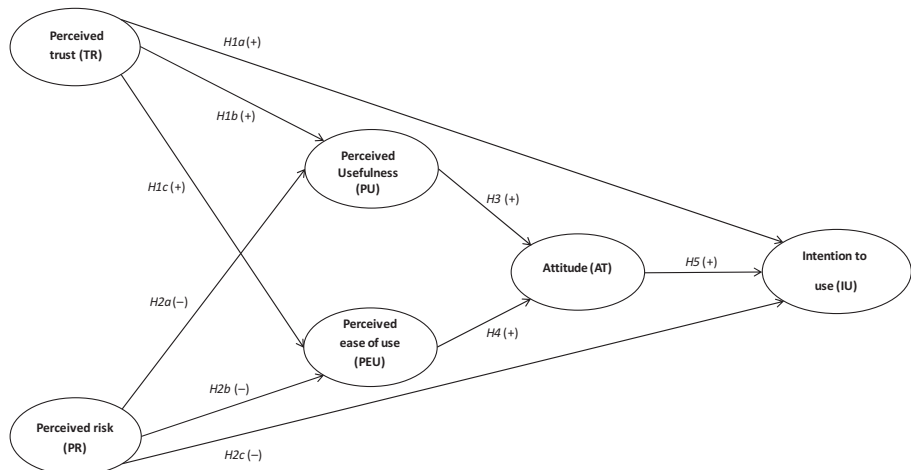 Perceived
trust (TR)
H1a (+)
H1b (+)
H1c (+)
Perceived
Usefulness
(PU)
H3 (+)
Attitude (AT)
H5 (+)
Intention to
use (IU)
H2a (–)
Perceived
ease of use
(PEU)
H4 (+)
H2b (–)
Perceived risk
(PR)
H2c (–)